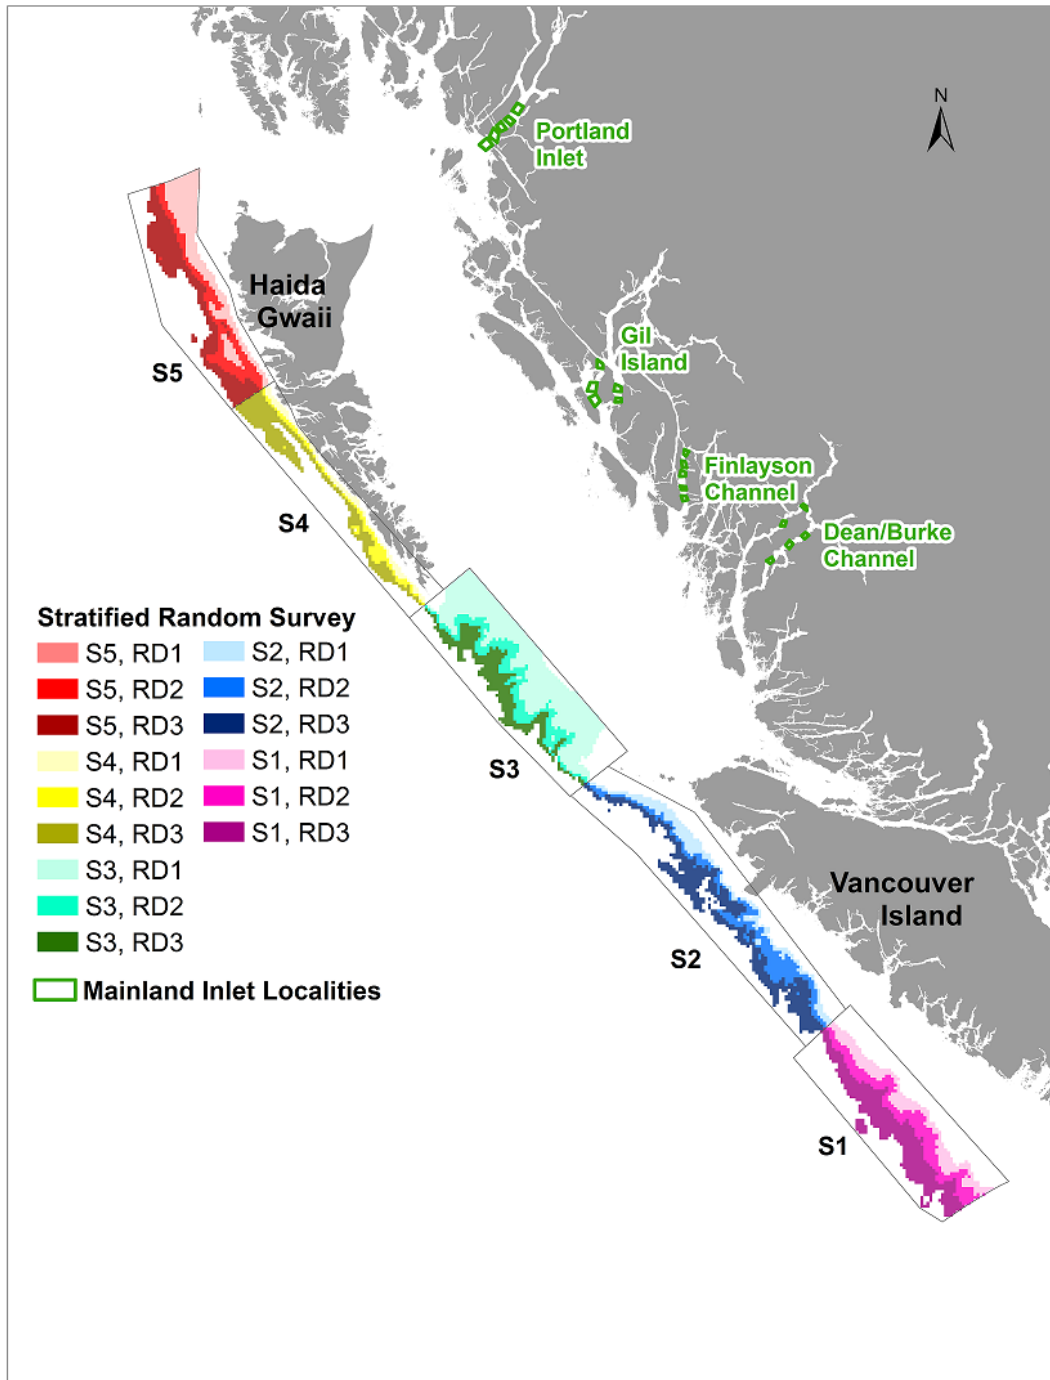 N
Portland
Inlet
Haida
Gwaii
Gil
Island
S5
Finlayson
Channel
S4
Dean/Burke
Channel
Stratified Random Survey
S5, RD1
S5, RD2
S5, RD3
S4, RD1
S4, RD2
S4, RD3
S3, RD1
S3, RD2
S3, RD3
S2, RD1
S2, RD2
S2, RD3
S1, RD1
S1, RD2
S1, RD3
Mainland Inlet Localities
S3
Vancouver
Island
S2
S1